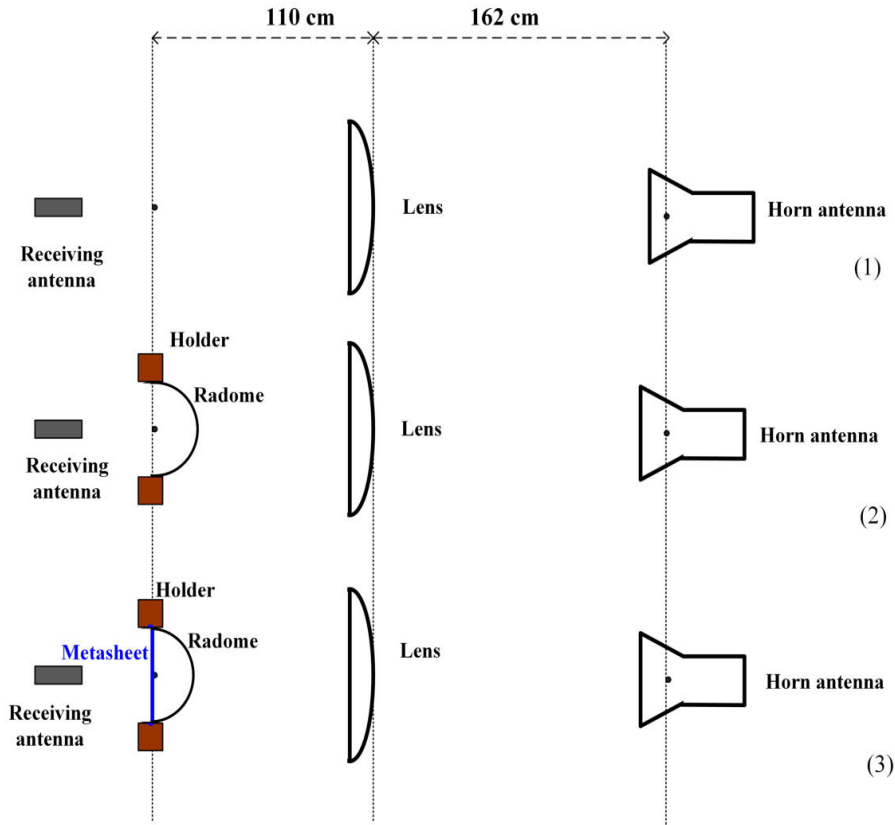 110 cm
162 cm
Lens
Horn antenna
Receiving
antenna
(1)
Holder
Radome
Lens
Horn antenna
Receiving
antenna
(2)
Holder
Radome
Metasheet
Lens
Horn antenna
Receiving
antenna
(3)